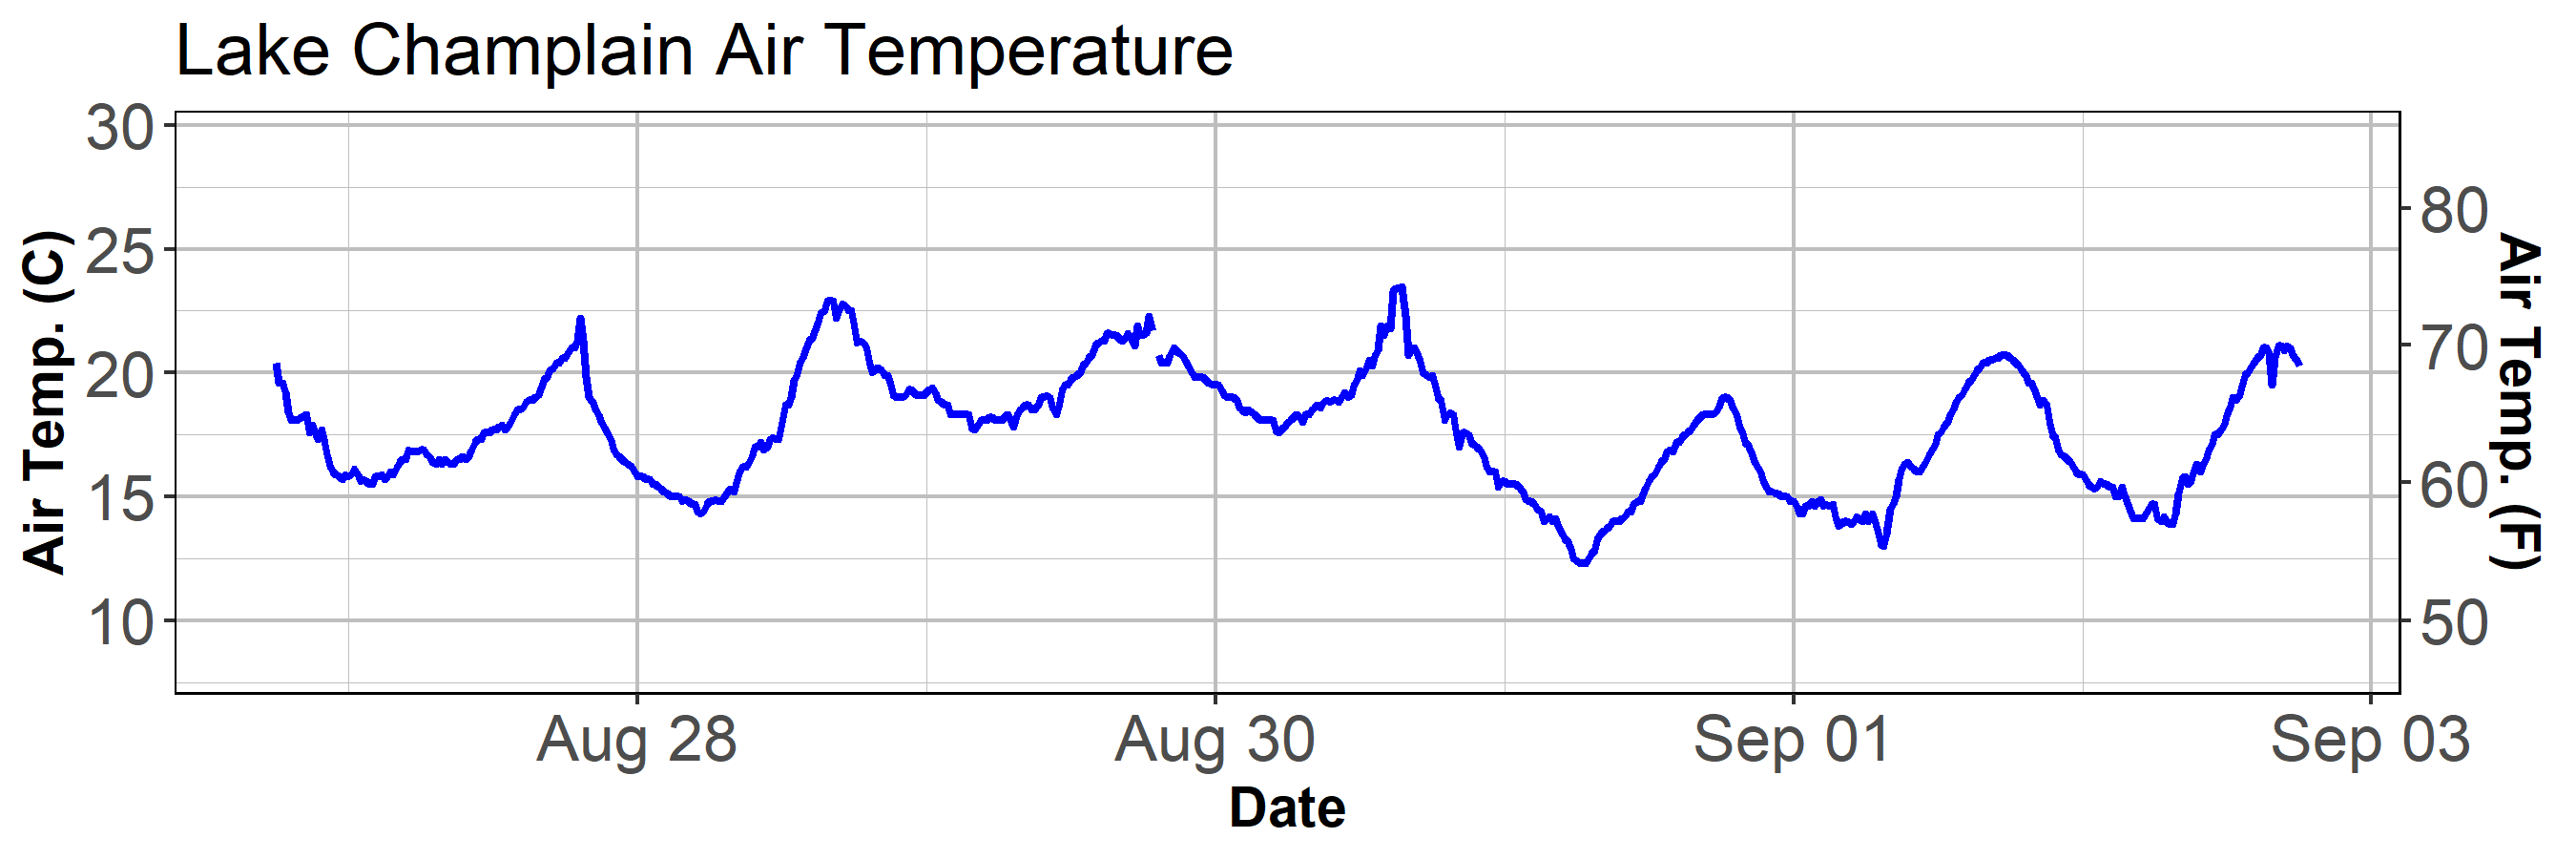 Lake Champlain Air Temperature
30
25
20
15
10
Air Temp. (C)
80
70
60
50
Air Temp. (F)
Aug 28
Aug 30
Sep 01
Sep 03
Date